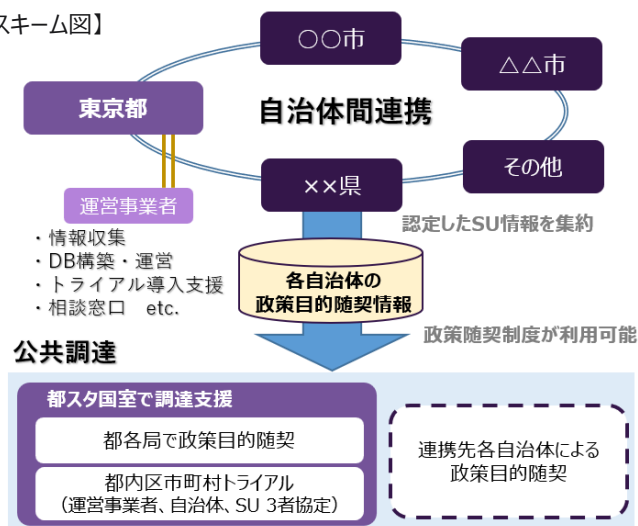 スキーム図】
〇〇市
△△市
東京都
自治体間連携
その他
××県
運営事業者
認定したSU情報を集約
・情報収集
・DB構築・運営
・トライアル導入支援
・相談窓口 etc.
各自治体の
政策目的随契情報
政策随契制度が利用可能
公共調達
都スタ国室で調達支援
都各局で政策目的随契
都内区市町村トライアル
（運営事業者、自治体、SU 3者協定）
連携先各自治体による
政策目的随契